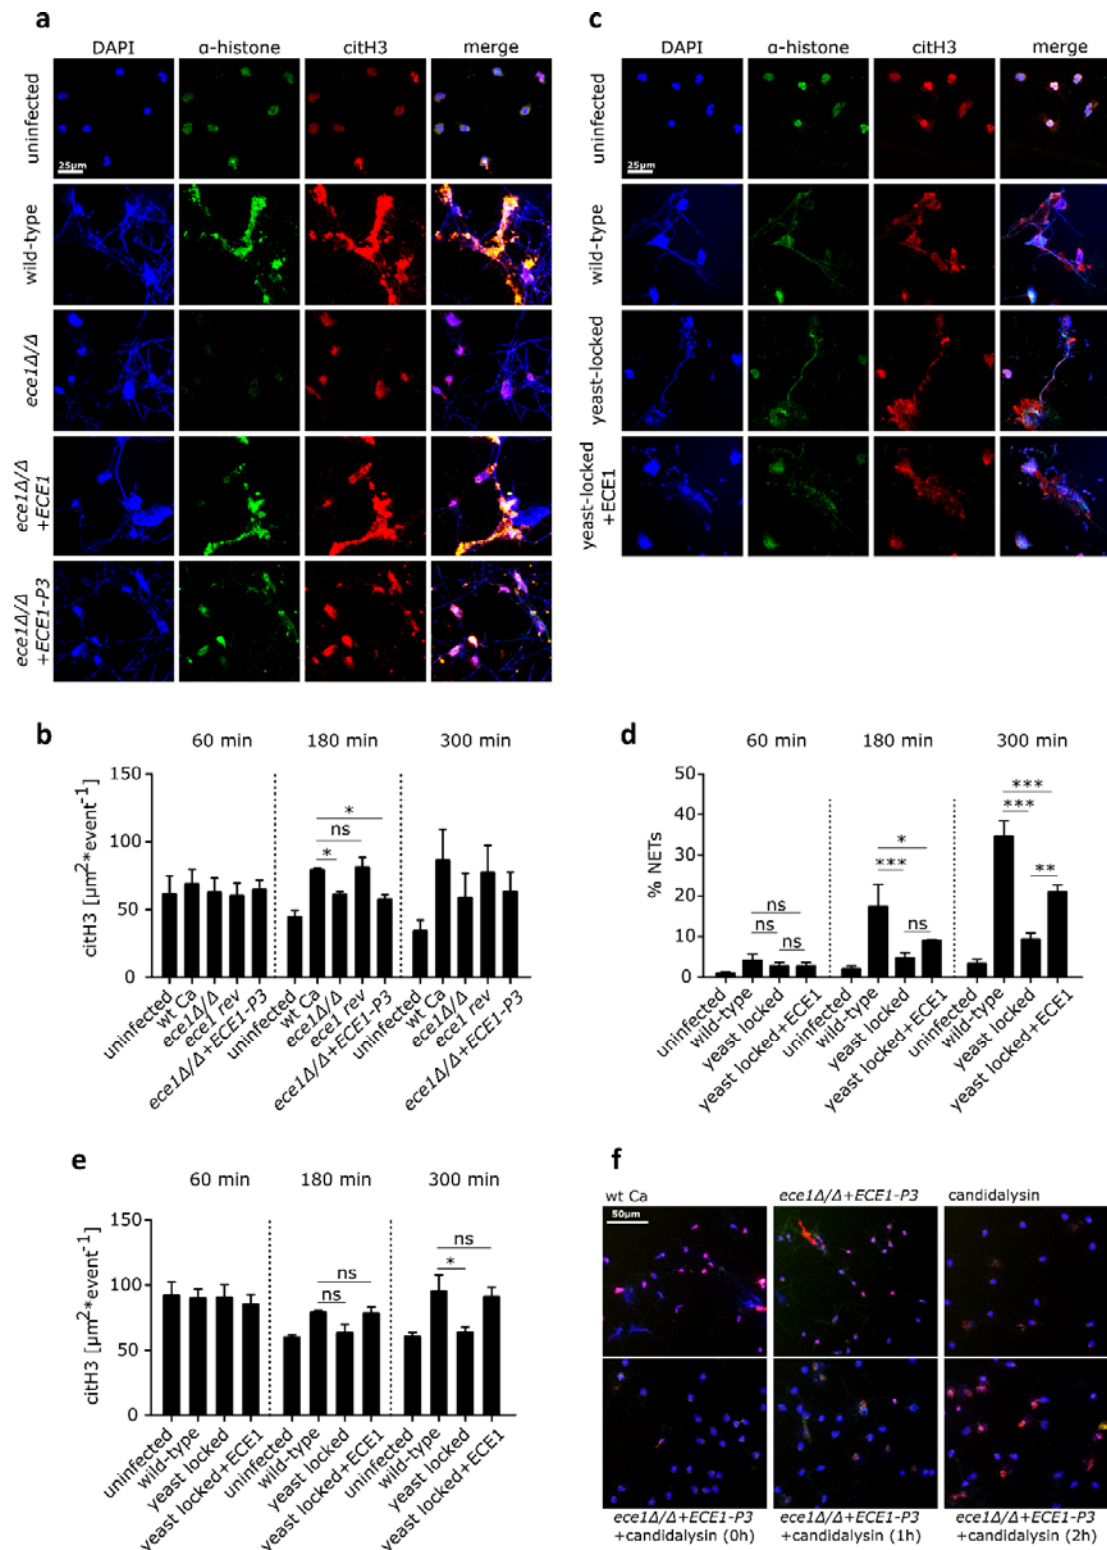 a
DAPI α-histone citH3 merge
uninfected
25µm
wild-type
ece1Δ/Δ
ece1Δ/Δ
+ECE1
ece1Δ/Δ
+ECE1-P3
c
DAPI α-histone citH3 merge
uninfected
25µm
wild-type
yeast-locked
yeast-locked
+ECE1
b
60 min 180 min 300 min
citH3 [µm²*event⁻¹]
150
100
50
0
*
ns
*
uninfected
wt Ca
ece1Δ/Δ
ece1 rev
ece1Δ/Δ+ECE1-P3
uninfected
wt Ca
ece1Δ/Δ
ece1 rev
ece1Δ/Δ+ECE1-P3
uninfected
wt Ca
ece1Δ/Δ
ece1 rev
ece1Δ/Δ+ECE1-P3
d
60 min 180 min 300 min
% NETs
50
40
30
20
10
0
ns
ns
ns
*
***
ns
***
***
**
uninfected
wild-type
yeast locked
yeast locked+ECE1
uninfected
wild-type
yeast locked
yeast locked+ECE1
uninfected
wild-type
yeast locked
yeast locked+ECE1
e
60 min 180 min 300 min
citH3 [µm²*event⁻¹]
150
100
50
0
ns
ns
ns
*
uninfected
wild-type
yeast locked
yeast locked+ECE1
uninfected
wild-type
yeast locked
yeast locked+ECE1
uninfected
wild-type
yeast locked
yeast locked+ECE1
f
wt Ca ece1Δ/Δ+ECE1-P3 candidalysin
50µm
ece1Δ/Δ+ECE1-P3 ece1Δ/Δ+ECE1-P3 ece1Δ/Δ+ECE1-P3
+candidalysin (0h) +candidalysin (1h) +candidalysin (2h)